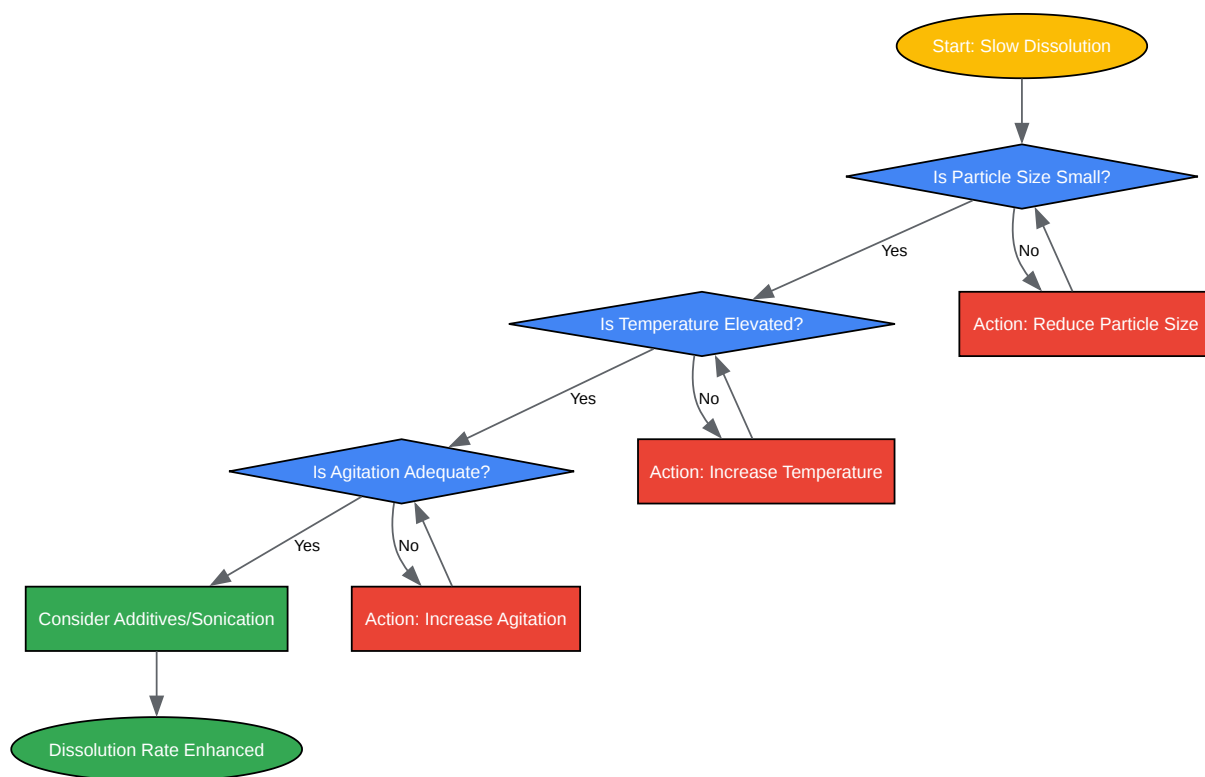 Start: Slow Dissolution
Is Particle Size Small?
Yes
No
Is Temperature Elevated?
Action: Reduce Particle Size
Yes
No
Is Agitation Adequate?
Action: Increase Temperature
Yes
No
Consider Additives/Sonication
Action: Increase Agitation
Dissolution Rate Enhanced